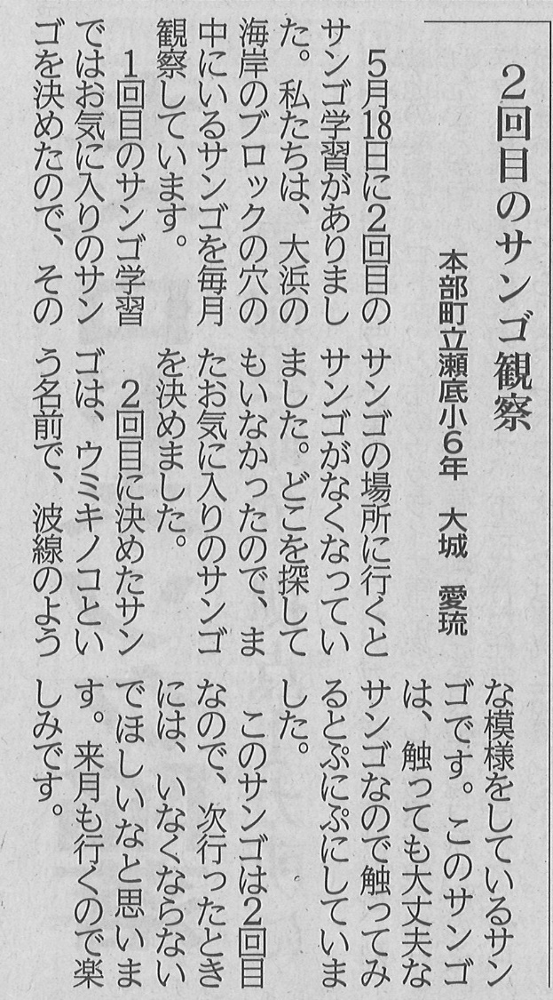 2回目のサンゴ観察
本部町立瀬底小6年　大城　愛琉
　5月18日に2回目の
サンゴ学習がありまし
た。私たちは、大浜の
海岸のブロックの穴の
中にいるサンゴを毎月
観察しています。
　1回目のサンゴ学習
ではお気に入りのサン
ゴを決めたので、その
サンゴの場所に行くと
サンゴがなくなってい
ました。どこを探して
もいなかったので、ま
たお気に入りのサンゴ
を決めました。
　2回目に決めたサン
ゴは、ウミキノコとい
う名前で、波線のよう
な模様をしているサン
ゴです。このサンゴ
は、触っても大丈夫な
サンゴなので触ってみ
るとぷにぷにしていま
した。
　このサンゴは2回目
なので、次行ったとき
には、いなくならない
でほしいなと思いま
す。来月も行くので楽
しみです。